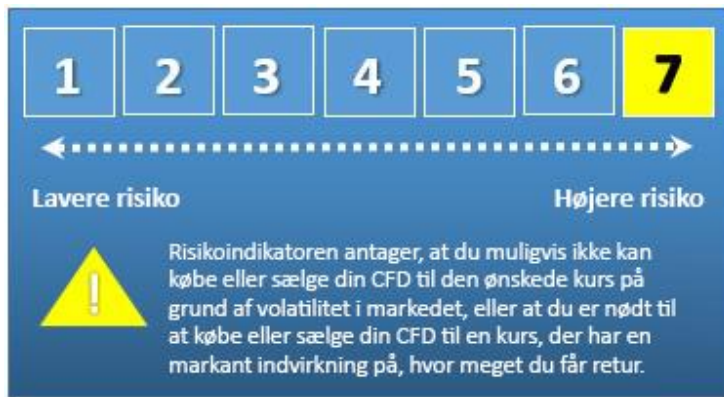 1 2 3 4 5 6 7
Lavere risiko Højere risiko
!
Risikoindikatoren antager, at du muligvis ikke kan
købe eller sælge din CFD til den ønskede kurs på
grund af volatilitet i markedet, eller at du er nødt til
at købe eller sælge din CFD til en kurs, der har en
markant indvirkning på, hvor meget du får retur.